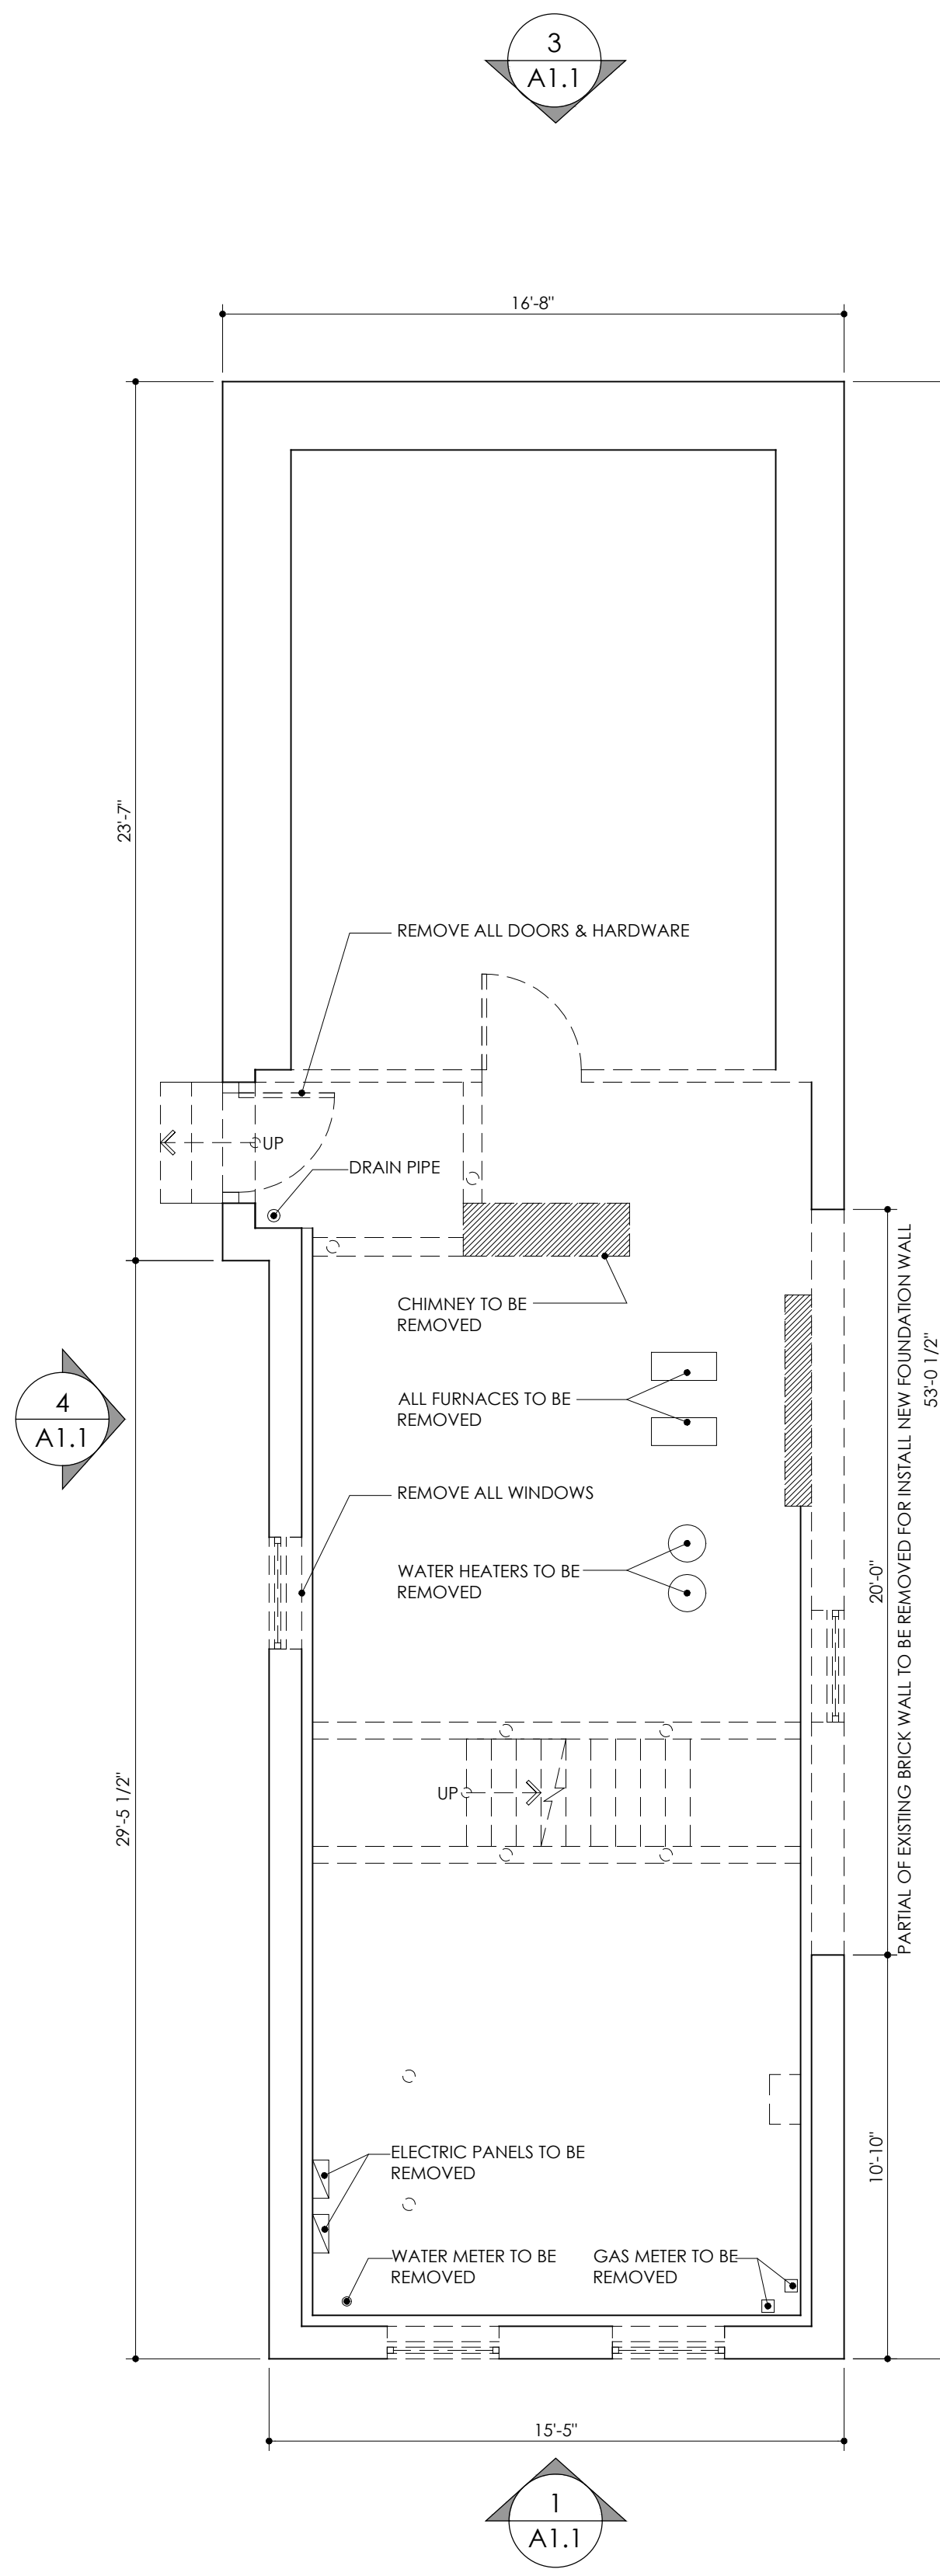 3
A1.1
16'-8"
23'-7"
REMOVE ALL DOORS & HARDWARE
UP
DRAIN PIPE
CHIMNEY TO BE
REMOVED
4
A1.1
ALL FURNACES TO BE
REMOVED
REMOVE ALL WINDOWS
WATER HEATERS TO BE
REMOVED
PARTIAL OF EXISTING BRICK WALL TO BE REMOVED FOR INSTALL NEW FOUNDATION WALL
53'-0 1/2"
20'-0"
UP
29'-5 1/2"
10'-10"
ELECTRIC PANELS TO BE
REMOVED
WATER METER TO BE
REMOVED
GAS METER TO BE
REMOVED
15'-5"
1
A1.1